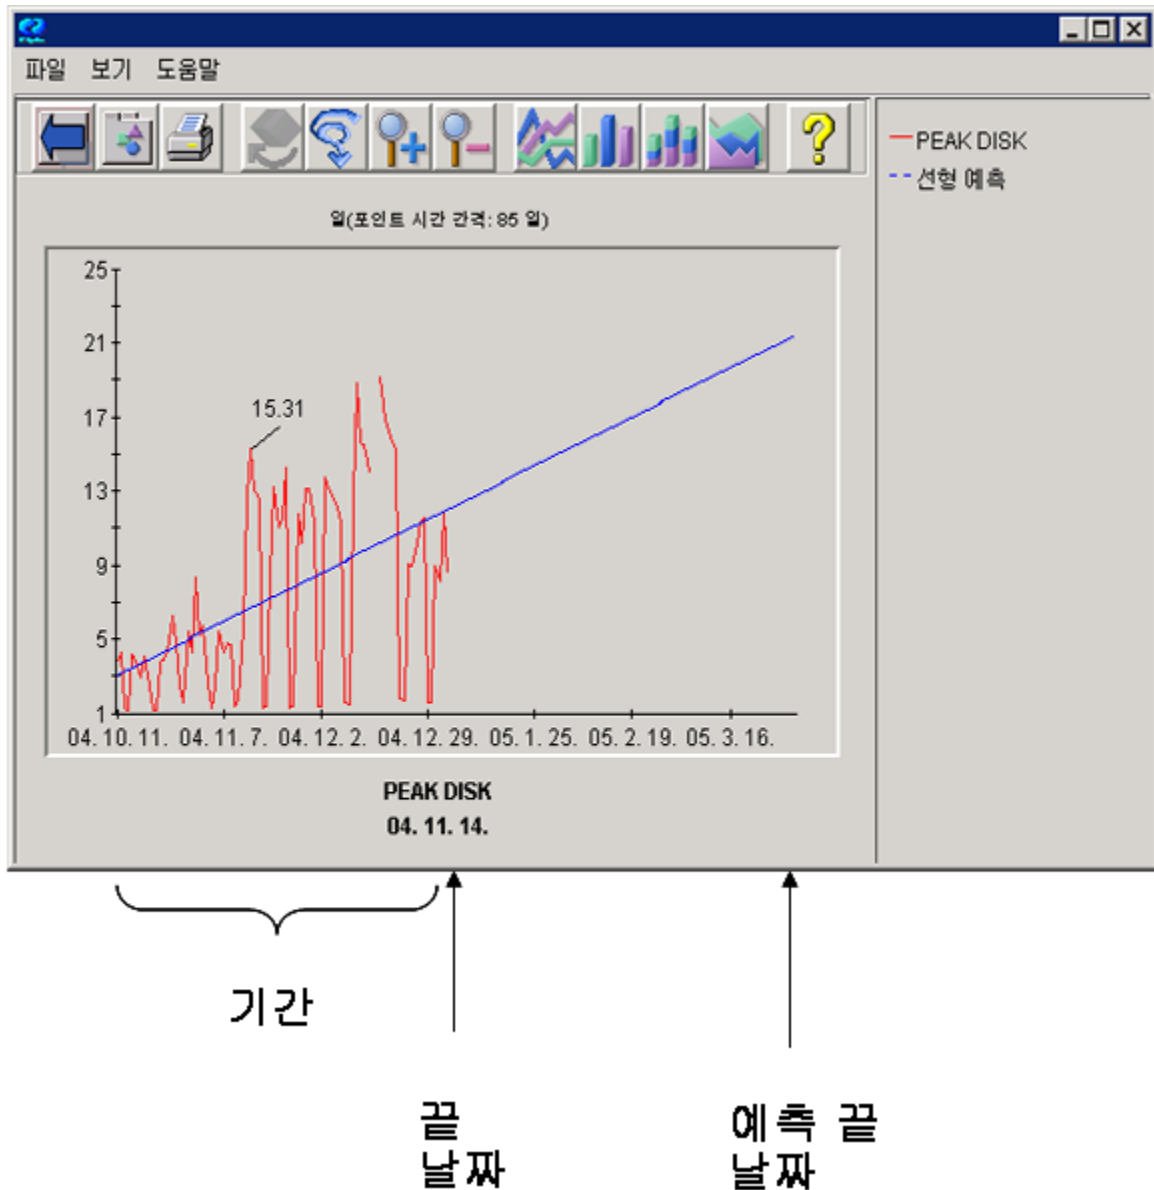 파일 보기 도움말
PEAK DISK
선형 예측
일(포인트 시간 간격: 85 일)
25
21
17
15.31
13
9
5
1
04. 10. 11. 04. 11. 7. 04. 12. 2. 04. 12. 29. 05. 1. 25. 05. 2. 19. 05. 3. 16.
PEAK DISK
04. 11. 14.
기간
끝
날짜
예측 끝
날짜